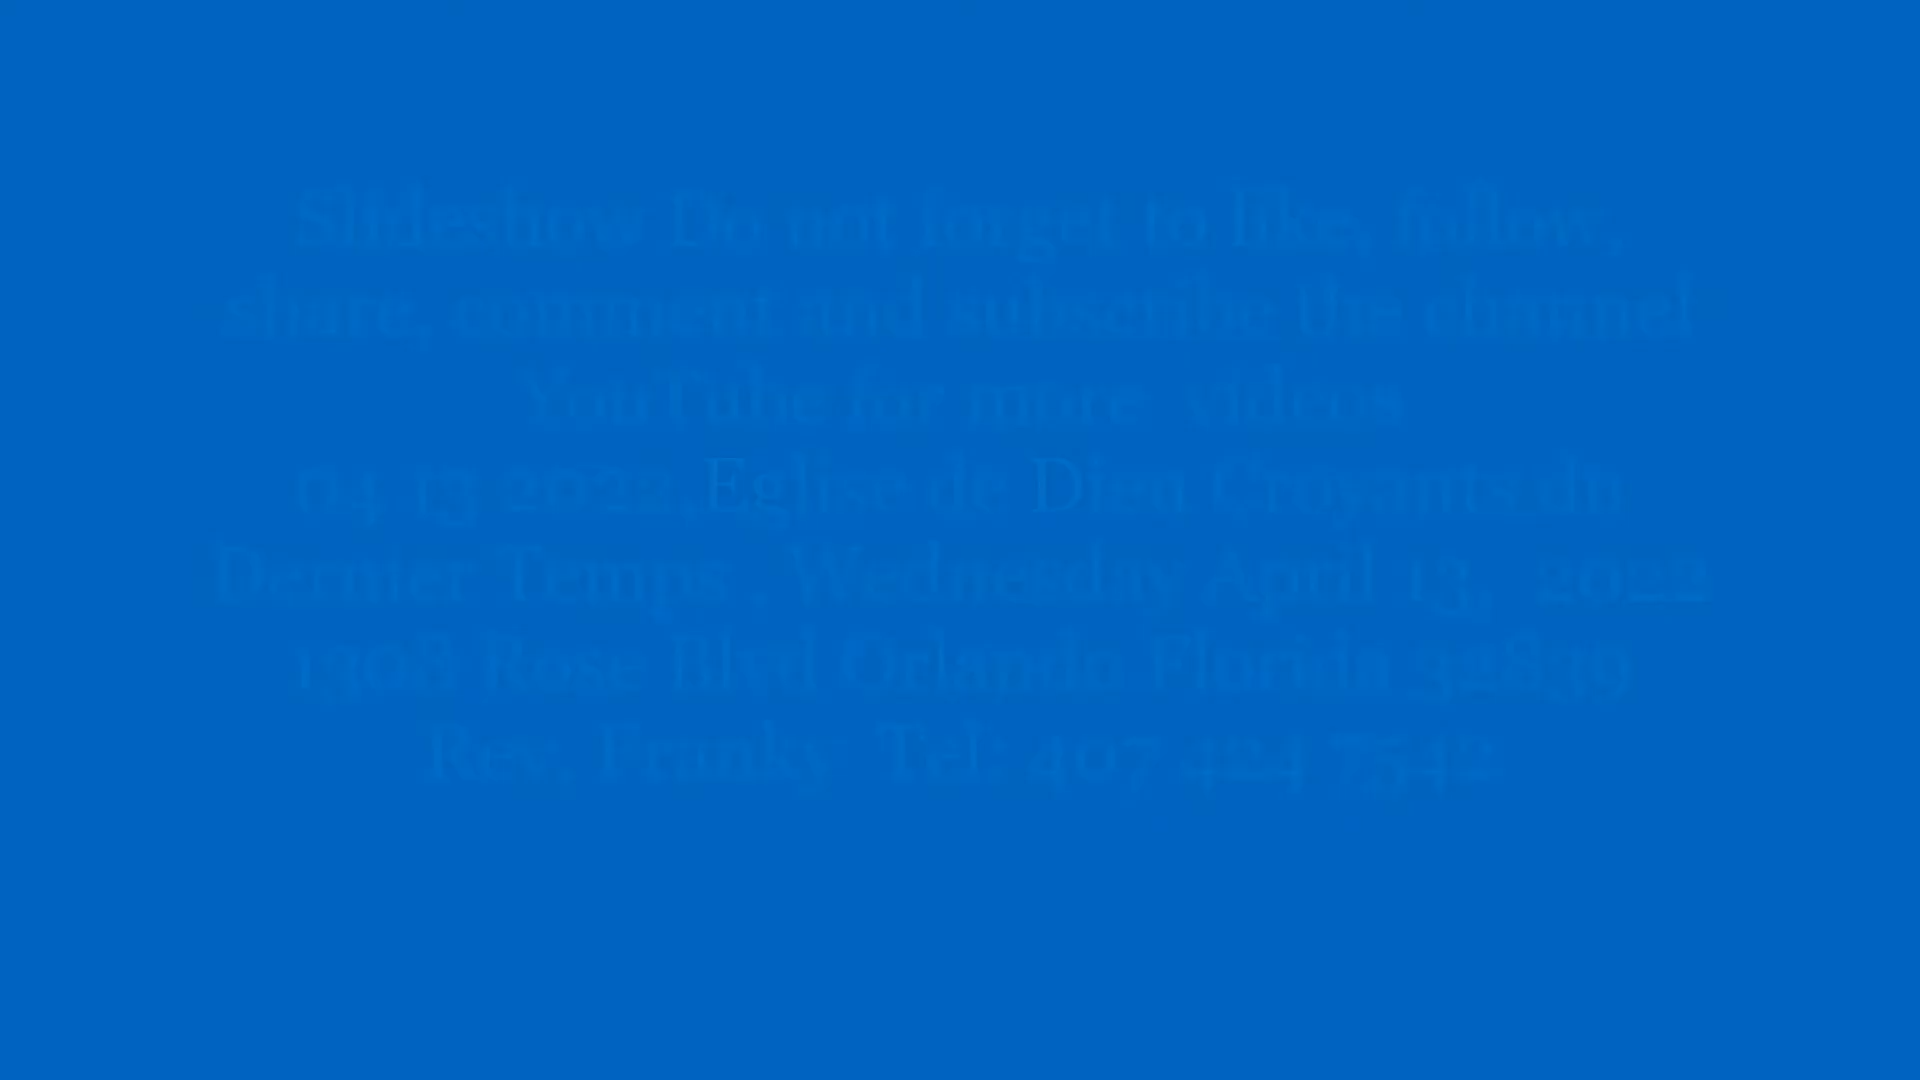 Slideshow Do not forget to like, follow,
share, comment and subscribe the channel
YouTube for more videos
04 13 2022,Eglise de Dieu Croyants du
Dernier Temps . Wednesday April 13, 2022
1308 Rose Blvd Orlando Florida 32839
Rev. Franky Tel: 407 424 7542